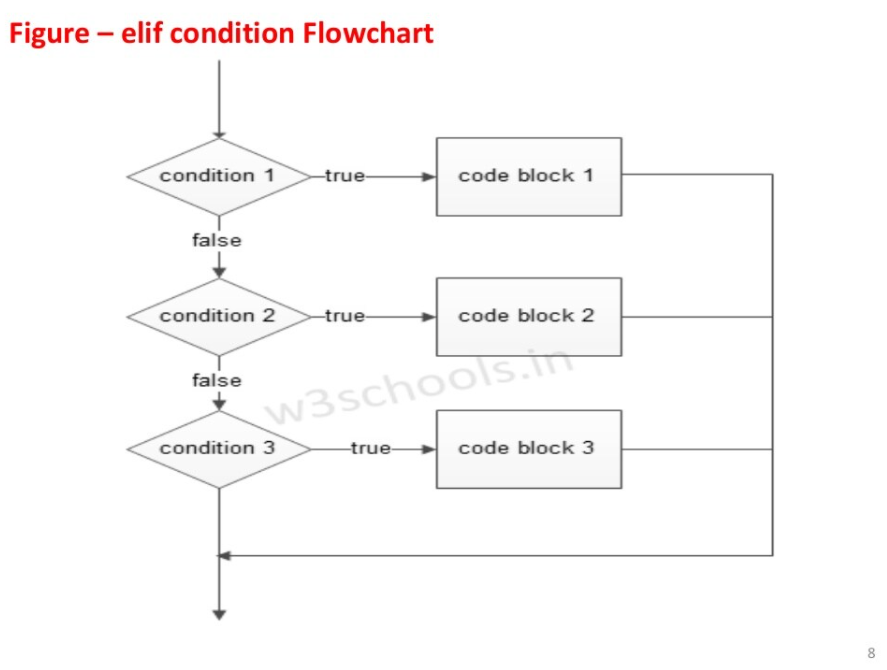 Figure – elif condition Flowchart
condition 1
true
code block 1
false
condition 2
true
code block 2
false
w3schools.in
condition 3
true
code block 3
8